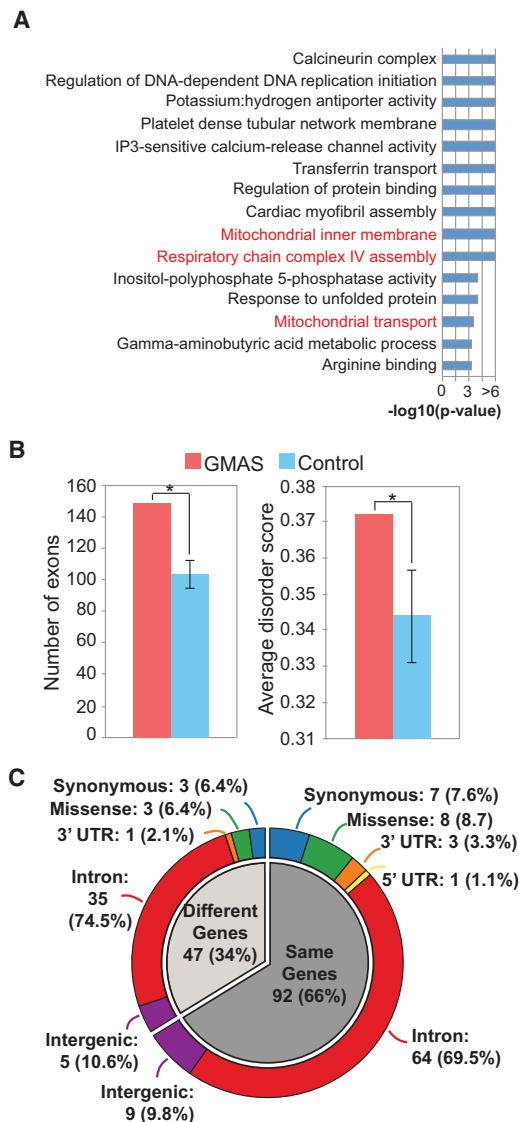 A
Calcineurin complex
Regulation of DNA-dependent DNA replication initiation
Potassium:hydrogen antiporter activity
Platelet dense tubular network membrane
IP3-sensitive calcium-release channel activity
Transferrin transport
Regulation of protein binding
Cardiac myofibril assembly
Mitochondrial inner membrane
Respiratory chain complex IV assembly
Inositol-polyphosphate 5-phosphatase activity
Response to unfolded protein
Mitochondrial transport
Gamma-aminobutyric acid metabolic process
Arginine binding
0 3 >6
-log10(p-value)
B
GMAS Control
Number of exons
160
140
120
100
80
60
40
20
0
*
Average disorder score
0.38
0.37
0.35
0.34
0.33
0.32
0.31
*
C
Synonymous: 3 (6.4%)
Missense: 3 (6.4%)
3' UTR: 1 (2.1%)
Intron:
35
(74.5%)
Intergenic:
5 (10.6%)
Different
Genes
47 (34%)
Synonymous: 7 (7.6%)
Missense: 8 (8.7)
3' UTR: 3 (3.3%)
5' UTR: 1 (1.1%)
Same
Genes
92 (66%)
Intron:
64 (69.5%)
Intergenic:
9 (9.8%)